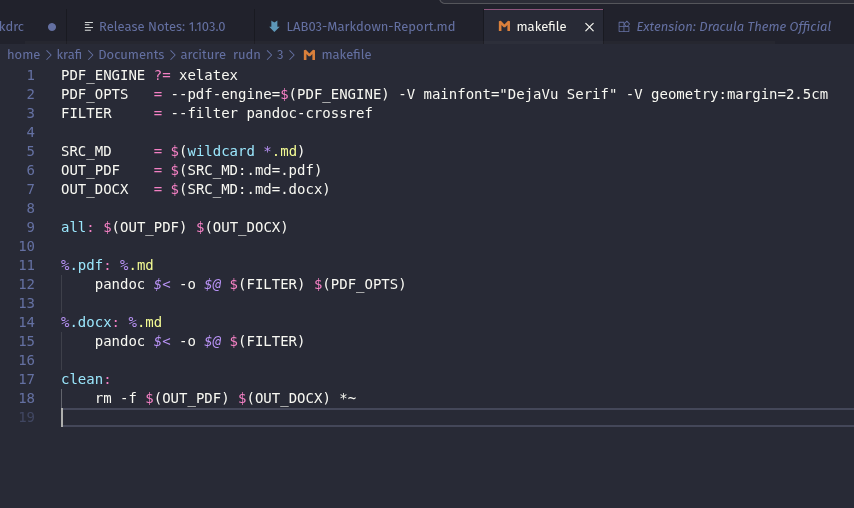 kdrc
Release Notes: 1.103.0
LAB03-Markdown-Report.md
makefile
Extension: Dracula Theme Official
home > krafi > Documents > arciture_rudn > 3 > makefile
1 PDF_ENGINE ?= xelatex
2 PDF_OPTS   = --pdf-engine=$(PDF_ENGINE) -V mainfont="DejaVu Serif" -V geometry:margin=2.5cm
3 FILTER     = --filter pandoc-crossref
4
5 SRC_MD     = $(wildcard *.md)
6 OUT_PDF    = $(SRC_MD:.md=.pdf)
7 OUT_DOCX   = $(SRC_MD:.md=.docx)
8
9 all: $(OUT_PDF) $(OUT_DOCX)
10
11 %.pdf: %.md
12     pandoc $< -o $@ $(FILTER) $(PDF_OPTS)
13
14 %.docx: %.md
15     pandoc $< -o $@ $(FILTER)
16
17 clean:
18     rm -f $(OUT_PDF) $(OUT_DOCX) *~
19